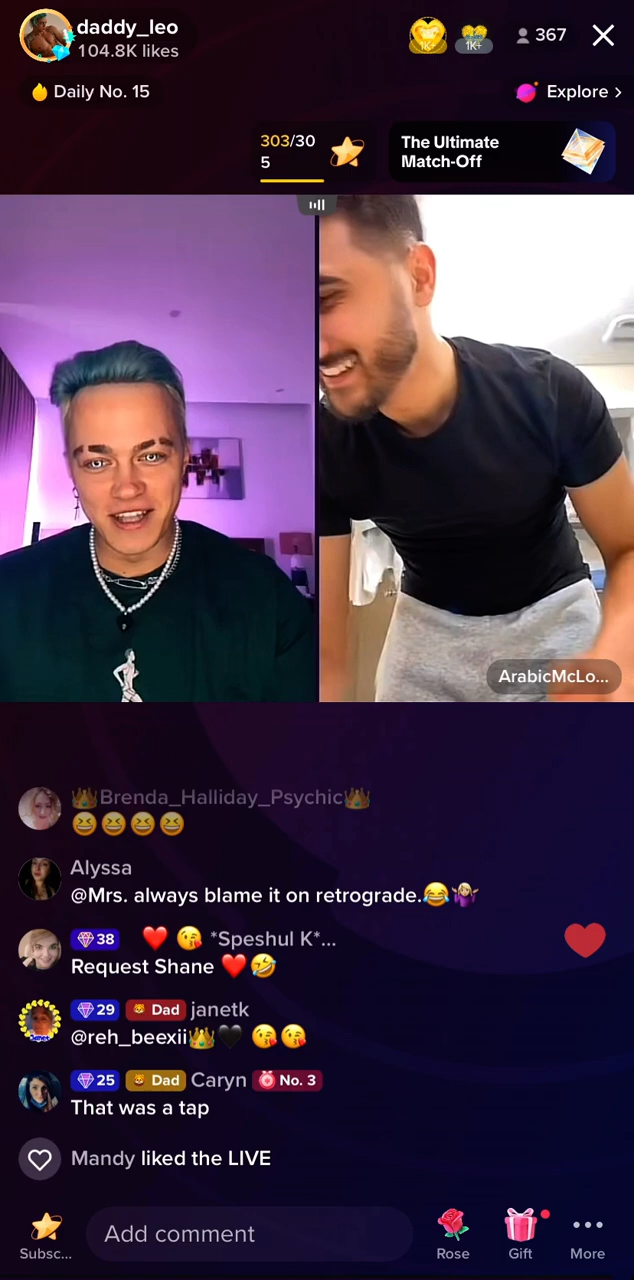 daddy_leo
104.8K likes
1K+
1K+
367
Daily No. 15
Explore
303/30
5
The Ultimate
Match-Off
ArabicMcLo...
👑Brenda_Halliday_Psychic👑
😆😆😆😆
Alyssa
@Mrs. always blame it on retrograde.😂🤷🏼‍♀️
38 ❤️ 😘 *Speshul K*...
Request Shane ❤️🤣
29 Dad janetk
@reh_beexii👑🖤 😘😘
25 Dad Caryn No. 3
That was a tap
Mandy liked the LIVE
Subsc...
Add comment
Rose
Gift
More